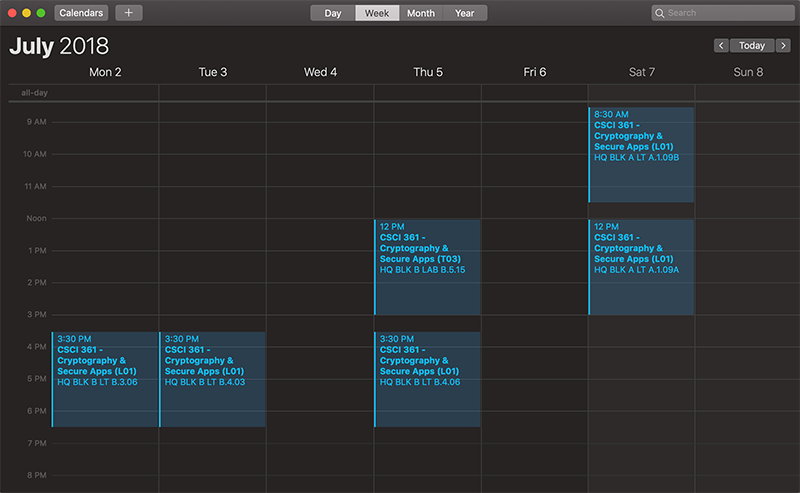 Calendars
+
Day
Week
Month
Year
Search
July 2018
Today
Mon 2
Tue 3
Wed 4
Thu 5
Fri 6
Sat 7
Sun 8
all-day
9 AM
10 AM
11 AM
Noon
1 PM
2 PM
3 PM
4 PM
5 PM
6 PM
7 PM
8 PM
3:30 PM
CSCI 361 -
Cryptography &
Secure Apps (L01)
HQ BLK B LT B.3.06
3:30 PM
CSCI 361 -
Cryptography &
Secure Apps (L01)
HQ BLK B LT B.4.03
12 PM
CSCI 361 -
Cryptography &
Secure Apps (T03)
HQ BLK B LAB B.5.15
3:30 PM
CSCI 361 -
Cryptography &
Secure Apps (L01)
HQ BLK B LT B.4.06
8:30 AM
CSCI 361 -
Cryptography &
Secure Apps (L01)
HQ BLK A LT A.1.09B
12 PM
CSCI 361 -
Cryptography &
Secure Apps (L01)
HQ BLK A LT A.1.09A